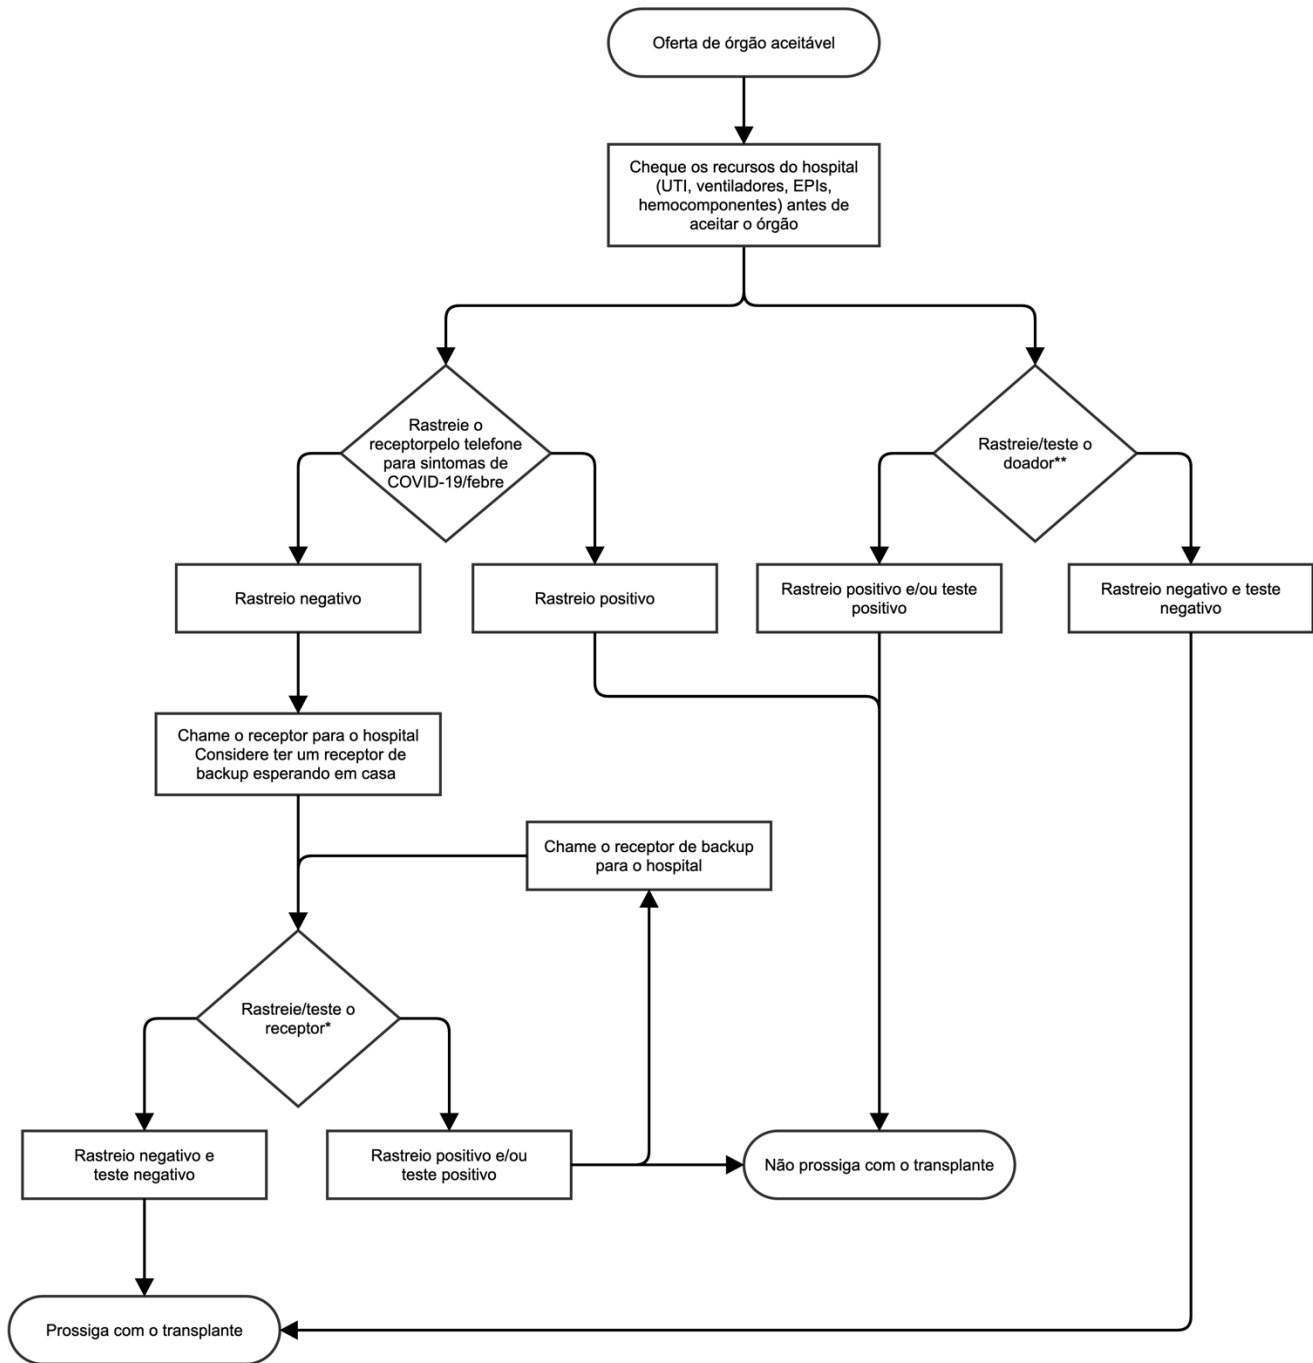 Oferta de órgão aceitável
Cheque os recursos do hospital
(UTI, ventiladores, EPIs,
hemocomponentes) antes de
aceitar o órgão
Rastreie o
receptorpelo telefone
para sintomas de
COVID-19/febre
Rastreie/teste o
doador**
Rastreio negativo
Rastreio positivo
Rastreio positivo e/ou teste
positivo
Rastreio negativo e teste
negativo
Chame o receptor para o hospital
Considere ter um receptor de
backup esperando em casa
Chame o receptor de backup
para o hospital
Rastreie/teste o
receptor*
Rastreio negativo e
teste negativo
Rastreio positivo e/ou
teste positivo
Não prossiga com o transplante
Prossiga com o transplante